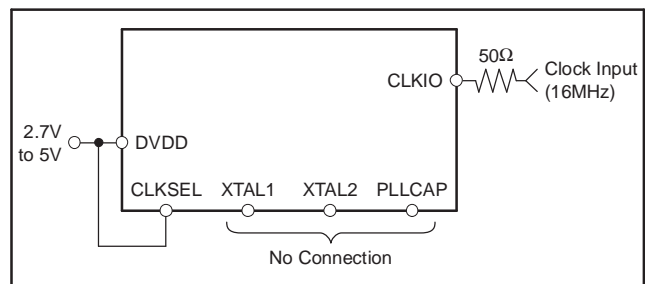 50Ω
CLKIO
Clock Input
(16MHz)
2.7V
to 5V
DVDD
CLKSEL XTAL1 XTAL2 PLLCAP
No Connection